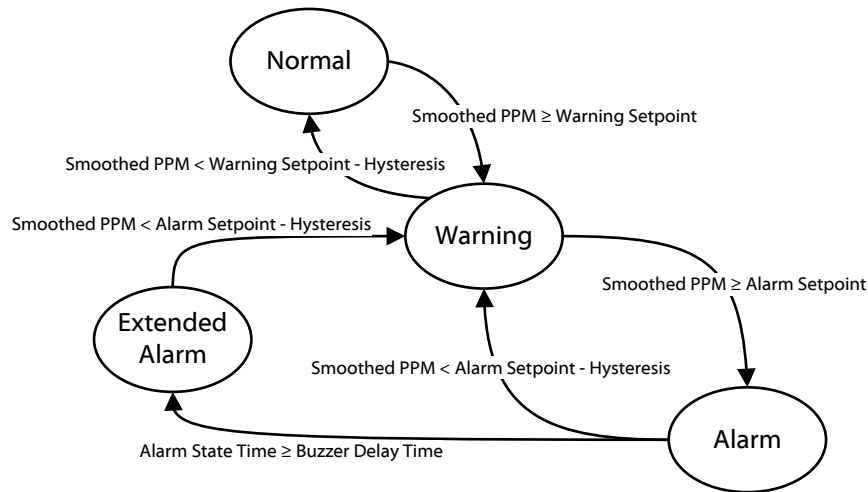 Normal
Smoothed PPM ≥ Warning Setpoint
Smoothed PPM < Warning Setpoint - Hysteresis
Smoothed PPM < Alarm Setpoint - Hysteresis
Warning
Smoothed PPM ≥ Alarm Setpoint
Extended
Alarm
Smoothed PPM < Alarm Setpoint - Hysteresis
Alarm State Time ≥ Buzzer Delay Time
Alarm